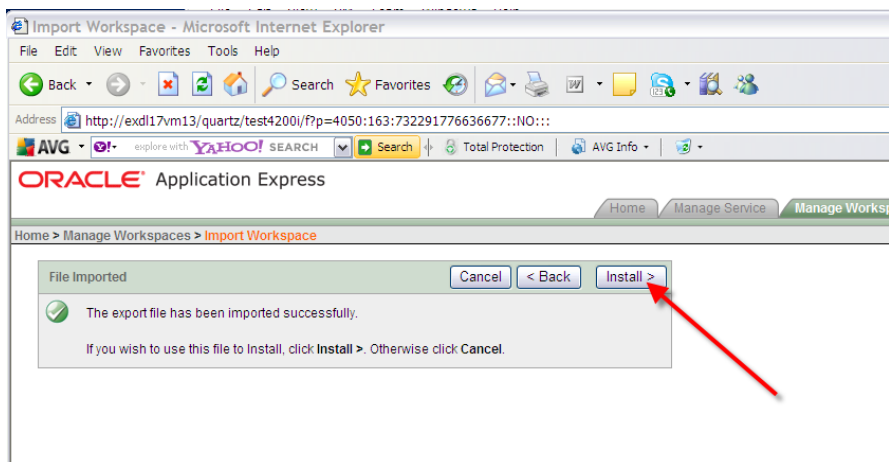 Import Workspace - Microsoft Internet Explorer
File Edit View Favorites Tools Help
Back Search Favorites
Address http://exdl17vm13/quartz/test4200i/f?p=4050:163:732291776636677::NO:::
AVG explore with YAHOO! SEARCH Search Total Protection AVG Info
ORACLE Application Express
Home Manage Service Manage Worksp
Home > Manage Workspaces > Import Workspace
File Imported Cancel < Back Install >
The export file has been imported successfully.
If you wish to use this file to Install, click Install >. Otherwise click Cancel.